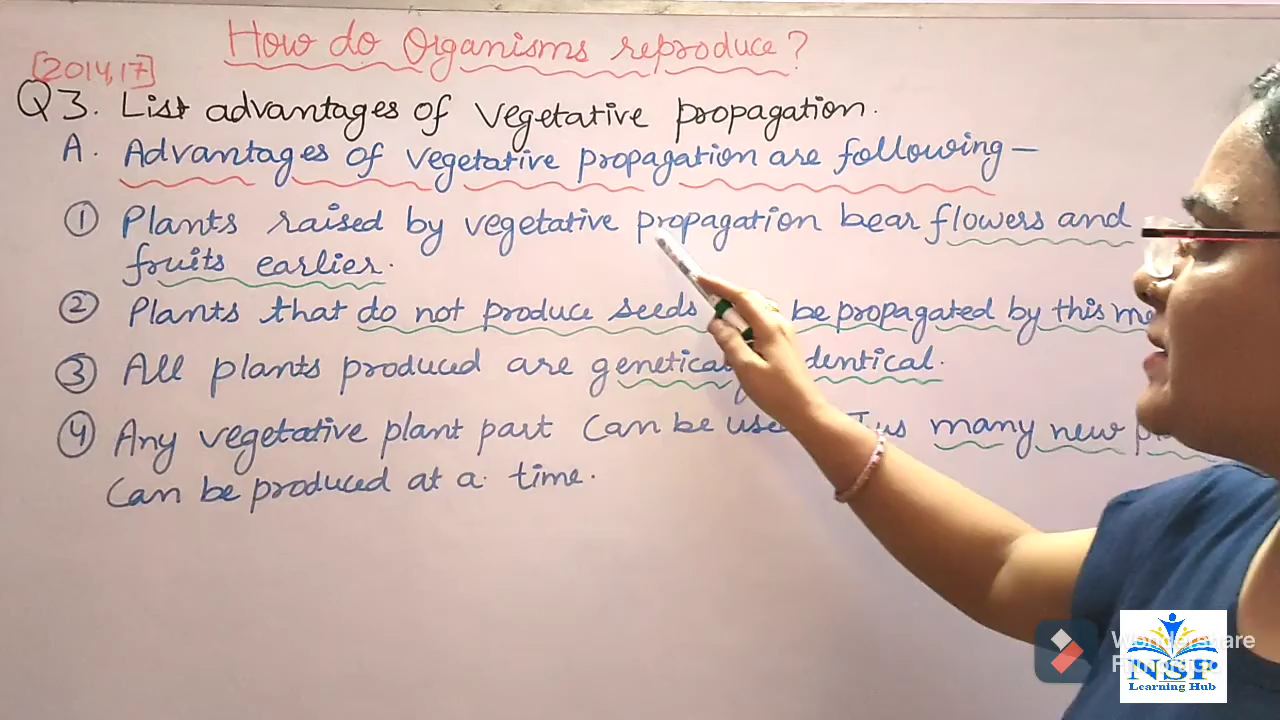 How do Organisms reproduce?
[2014,17]
Q3. List advantages of vegetative propagation.
A. Advantages of vegetative propagation are following—
① Plants raised by vegetative propagation bear flowers and
fruits earlier.
② Plants that do not produce seeds be propagated by this
③ All plants produced are identical.
④ Any vegetative plant part can be many new
can be produced at a time.
Wondershare
NSP
Learning Hub